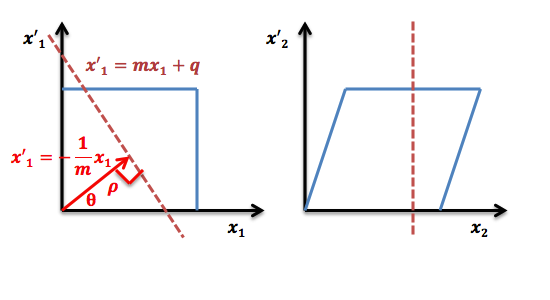 x'₁
x'₁ = mx₁ + q
x'₁ = -1/m x₁
ρ
θ
x₁
x'₂
x₂